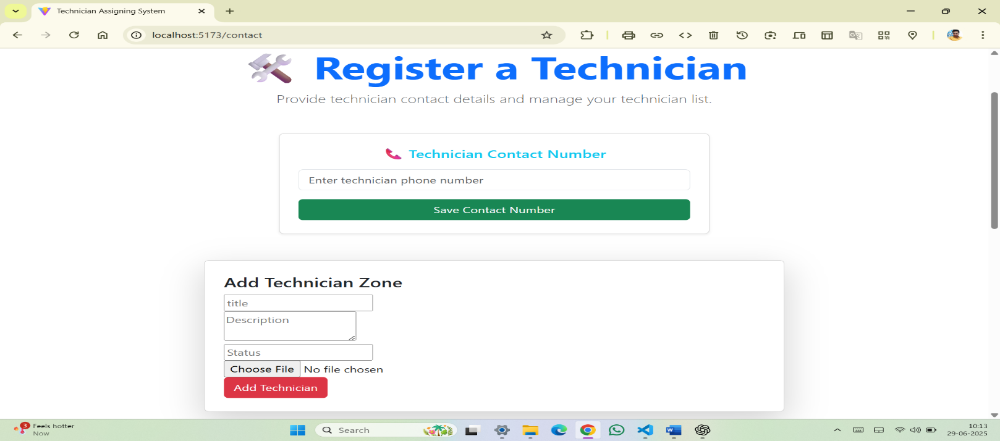 Technician Assigning System
localhost:5173/contact
Register a Technician
Provide technician contact details and manage your technician list.
Technician Contact Number
Enter technician phone number
Save Contact Number
Add Technician Zone
title
Description
Status
Choose File No file chosen
Add Technician
3
Feels hotter
Now
Search
10:13
29-06-2025